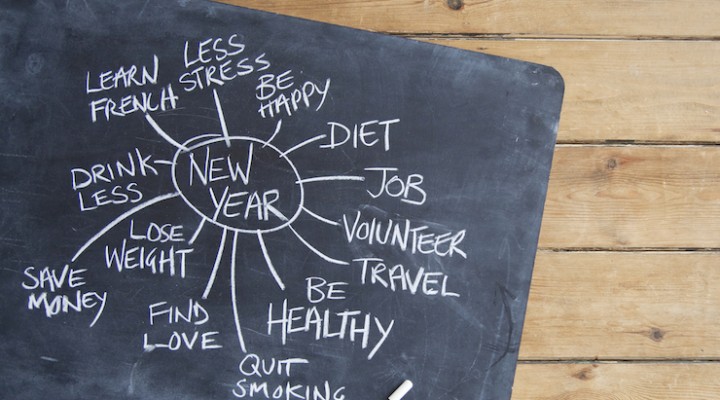 LESS
STRESS
LEARN
FRENCH
BE
HAPPY
DIET
DRINK
LESS
NEW
YEAR
JOB
LOSE
WEIGHT
VOLUNTEER
SAVE
MONEY
TRAVEL
BE
HEALTHY
FIND
LOVE
QUIT
SMOKING